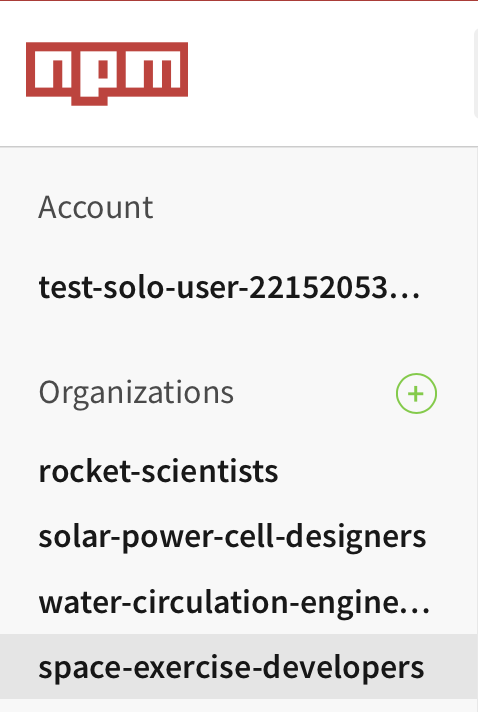 npm
Account
test-solo-user-22152053…
Organizations
+
rocket-scientists
solar-power-cell-designers
water-circulation-engine…
space-exercise-developers